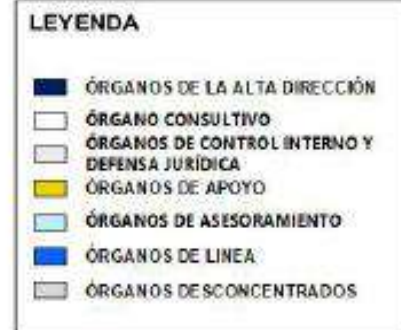 LEYENDA
ÓRGANOS DE LA ALTA DIRECCIÓN
ÓRGANO CONSULTIVO
ÓRGANOS DE CONTROL INTERNO Y
DEFENSA JURÍDICA
ÓRGANOS DE APOYO
ÓRGANOS DE ASESORAMIENTO
ÓRGANOS DE LINEA
ÓRGANOS DESCONCENTRADOS